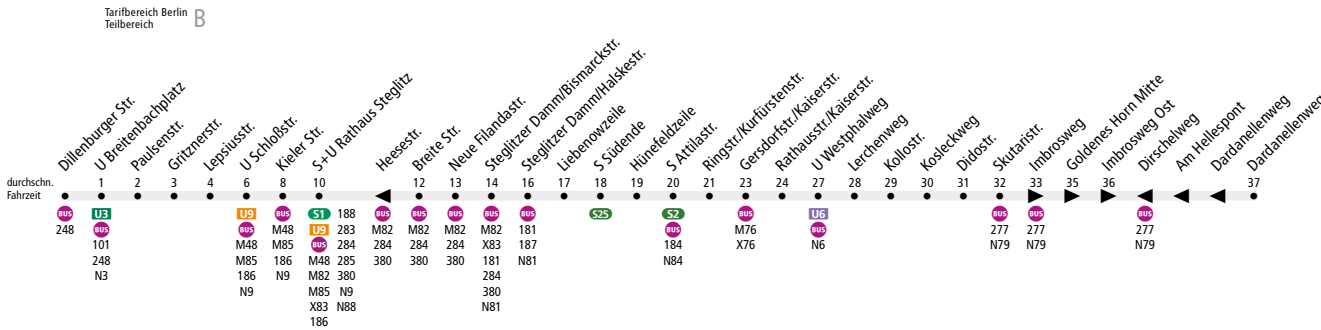 Tarifbereich Berlin
Teilbereich
B
Dillenburger Str.
U Breitenbachplatz
Paulsenstr.
Gritznerstr.
Lepsiusstr.
U Schloßstr.
Kieler Str.
S+U Rathaus Steglitz
Heesestr.
Breite Str.
Neue Filandastr.
Steglitzer Damm/Bismarckstr.
Steglitzer Damm/Halskestr.
Liebenowzeile
S Südende
Hünefeldzeile
S Attilastr.
Ringstr./Kurfürstenstr.
Gersdorfstr./Kaiserstr.
Rathausstr./Kaiserstr.
U Westphalweg
Lerchenweg
Kollostr.
Kosleckweg
Didostr.
Skutaristr.
Imbrosweg
Goldenes Horn Mitte
Imbrosweg Ost
Dirschelweg
Am Hellespont
Dardanellenweg
Dardanellenweg
durchschn. 1 2 3 4 6 8 10 12 13 14 16 17 18 19 20 21 23 24 27 28 29 30 31 32 33 35 36 37
Fahrzeit
BUS U3 U9 BUS S1 188 BUS BUS BUS BUS BUS S25 S2 BUS U6 BUS BUS BUS
248 BUS BUS M48 U9 283 M82 M82 M82 M82 181 BUS M76 BUS 277 277 277
101 M48 M85 BUS 284 284 284 284 X83 187 184 X76 N6 N79 N79 N79
248 M85 186 M48 285 380 380 380 181 N81 N84
N3 186 N9 M82 380 284
N9 M85 N9 380
X83 N88 N81
186